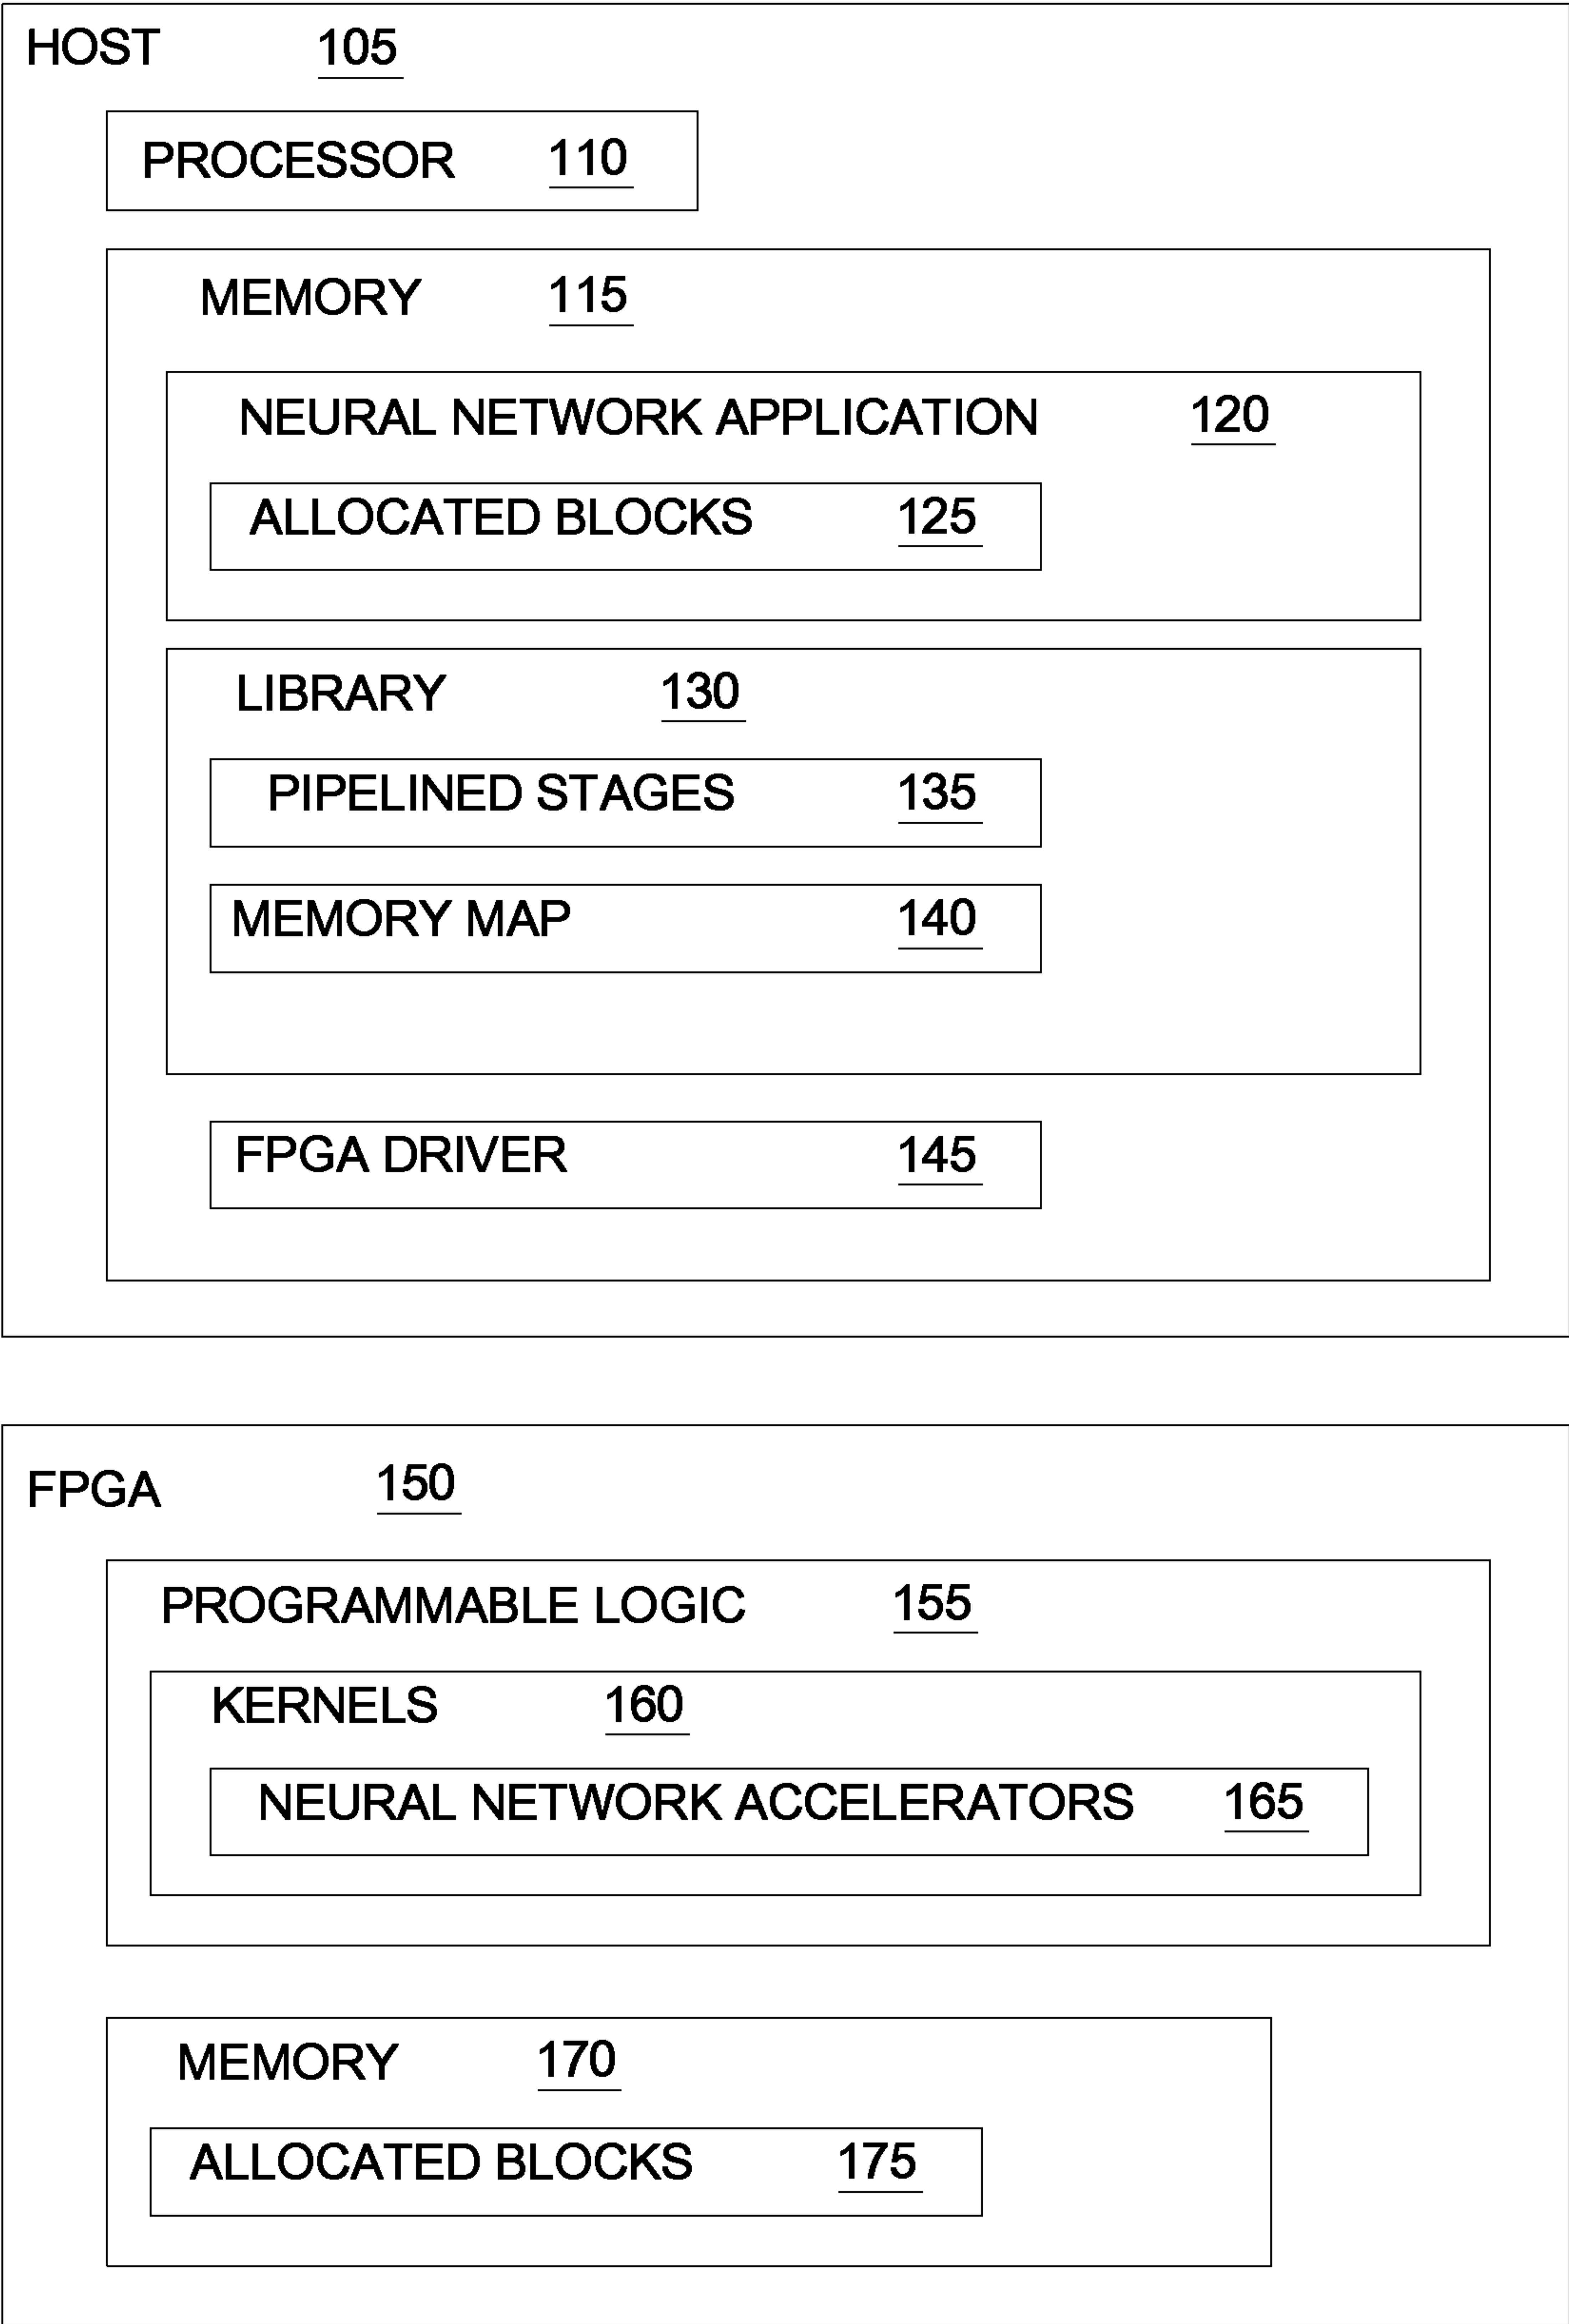 HOST 105
PROCESSOR 110
MEMORY 115
NEURAL NETWORK APPLICATION 120
ALLOCATED BLOCKS 125
LIBRARY 130
PIPELINED STAGES 135
MEMORY MAP 140
FPGA DRIVER 145
FPGA 150
PROGRAMMABLE LOGIC 155
KERNELS 160
NEURAL NETWORK ACCELERATORS 165
MEMORY 170
ALLOCATED BLOCKS 175